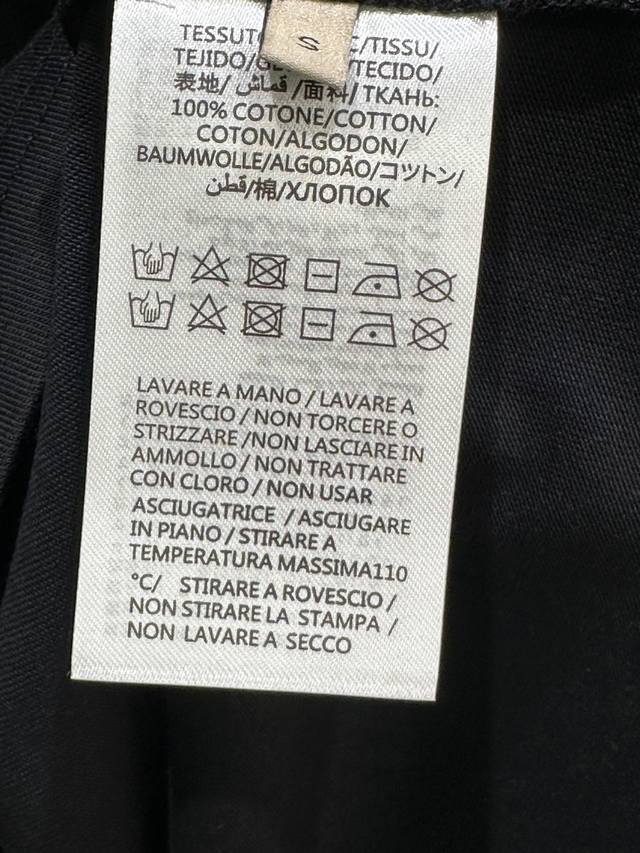 S
TESSUT /TISSU/
TEJIDO/ TECIDO/
表地/ قماش /面料/ ТКАНЬ:
100% COTONE/COTTON/
COTON/ALGODON/
BAUMWOLLE/ALGODÃO/コットン/
قطن/棉/ХЛОПОК
LAVARE A MANO / LAVARE A
ROVESCIO / NON TORCERE O
STRIZZARE /NON LASCIARE IN
AMMOLLO / NON TRATTARE
CON CLORO / NON USAR
ASCIUGATRICE / ASCIUGARE
IN PIANO / STIRARE A
TEMPERATURA MASSIMA110
°C/ STIRARE A ROVESCIO /
NON STIRARE LA STAMPA /
NON LAVARE A SECCO